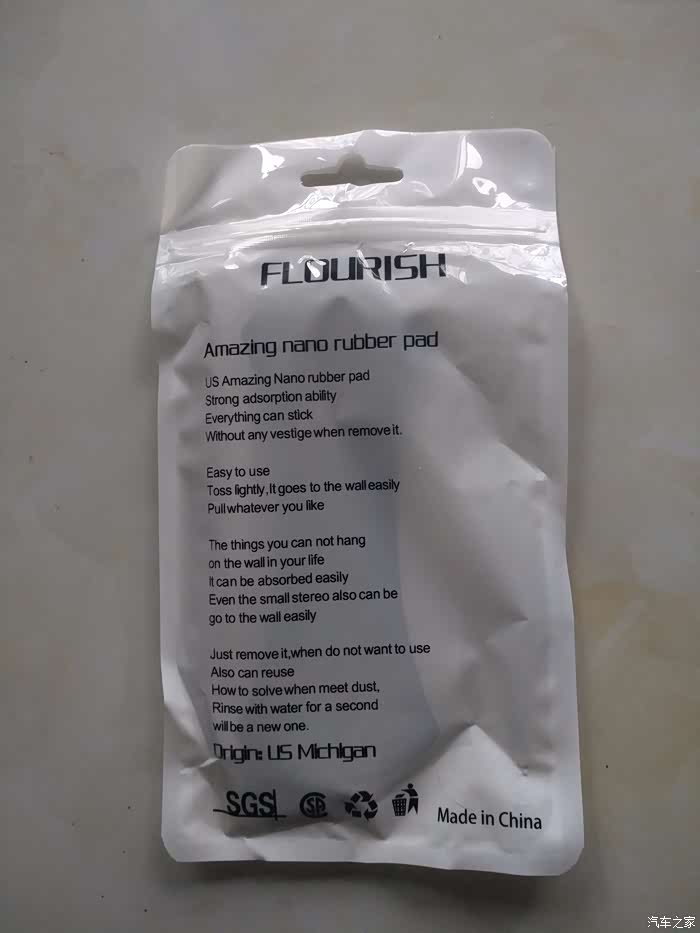 FLOURISH
Amazing nano rubber pad
US Amazing Nano rubber pad
Strong adsorption ability
Everything can stick
Without any vestige when remove it.
Easy to use
Toss lightly,It goes to the wall easily
Pull whatever you like
The things you can not hang
on the wall in your life
It can be absorbed easily
Even the small stereo also can be
go to the wall easily
Just remove it,when do not want to use
Also can reuse
How to solve when meet dust,
Rinse with water for a second
will be a new one.
Origin: US Michigan
SGS
Made in China
汽车之家